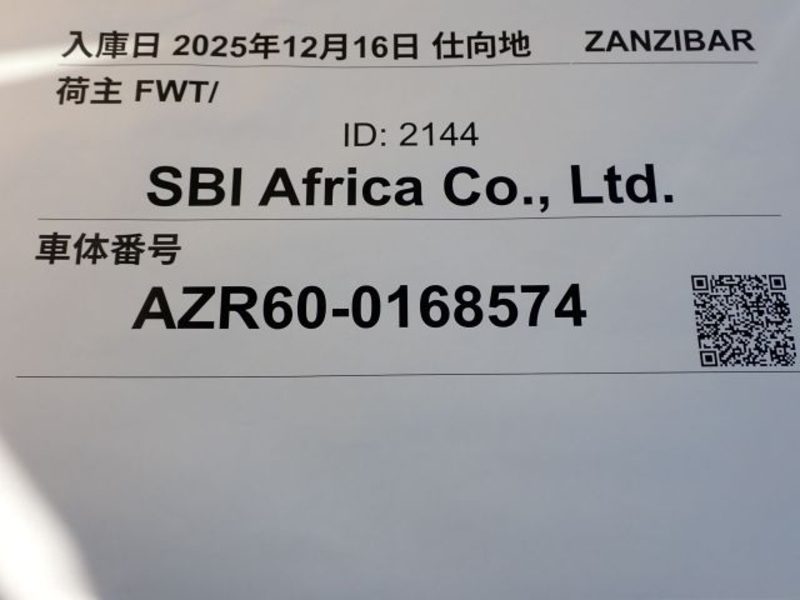 入庫日 2025年12月16日 仕向地 ZANZIBAR
荷主 FWT/
ID: 2144
SBI Africa Co., Ltd.
車体番号
AZR60-0168574